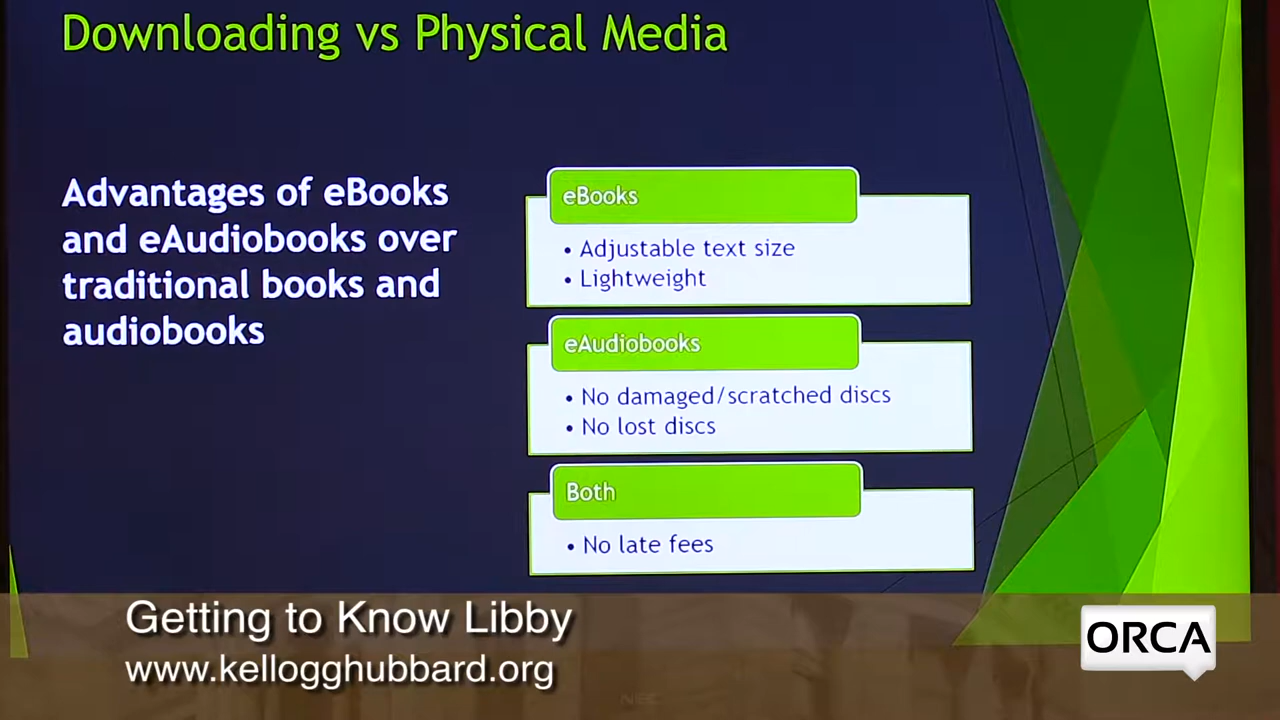 Downloading vs Physical Media
Advantages of eBooks
and eAudiobooks over
traditional books and
audiobooks
eBooks
• Adjustable text size
• Lightweight
eAudiobooks
• No damaged/scratched discs
• No lost discs
Both
• No late fees
Getting to Know Libby
www.kellogghubbard.org
ORCA
NEC